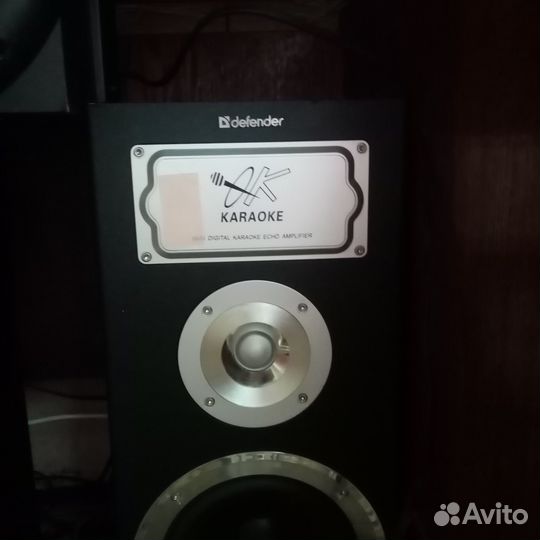 defender
OK
KARAOKE
DIGITAL KARAOKE ECHO AMPLIFIER
Avito